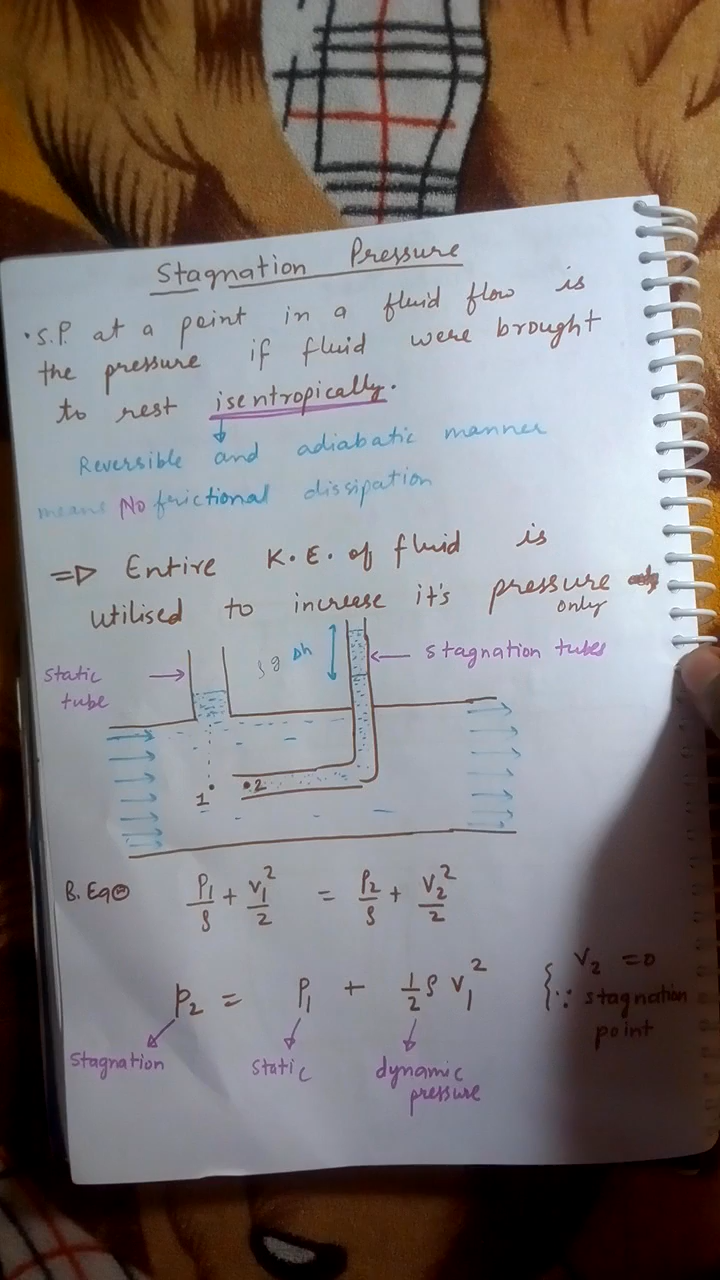 Stagnation Pressure
• S.P. at a point in a fluid flow is
the pressure if fluid were brought
to rest isentropically.
Reversible and adiabatic manner
means No frictional dissipation
⇒ Entire K.E. of fluid is
utilised to increase it's pressure
only
static tube
ρg Δh
stagnation tubes
1
2
B. Eqⁿ P₁/ρ + V₁²/2 = P₂/ρ + V₂²/2
P₂ = P₁ + 1/2 ρ V₁² { V₂ = 0
∵ stagnation
point
Stagnation static dynamic
pressure